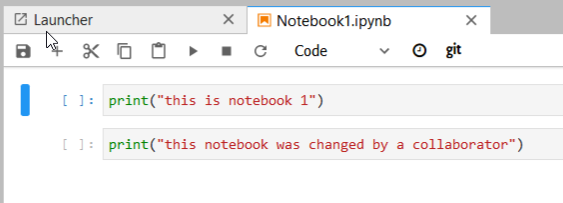 Launcher
Notebook1.ipynb
Code
git
[ ]: print("this is notebook 1")
[ ]: print("this notebook was changed by a collaborator")